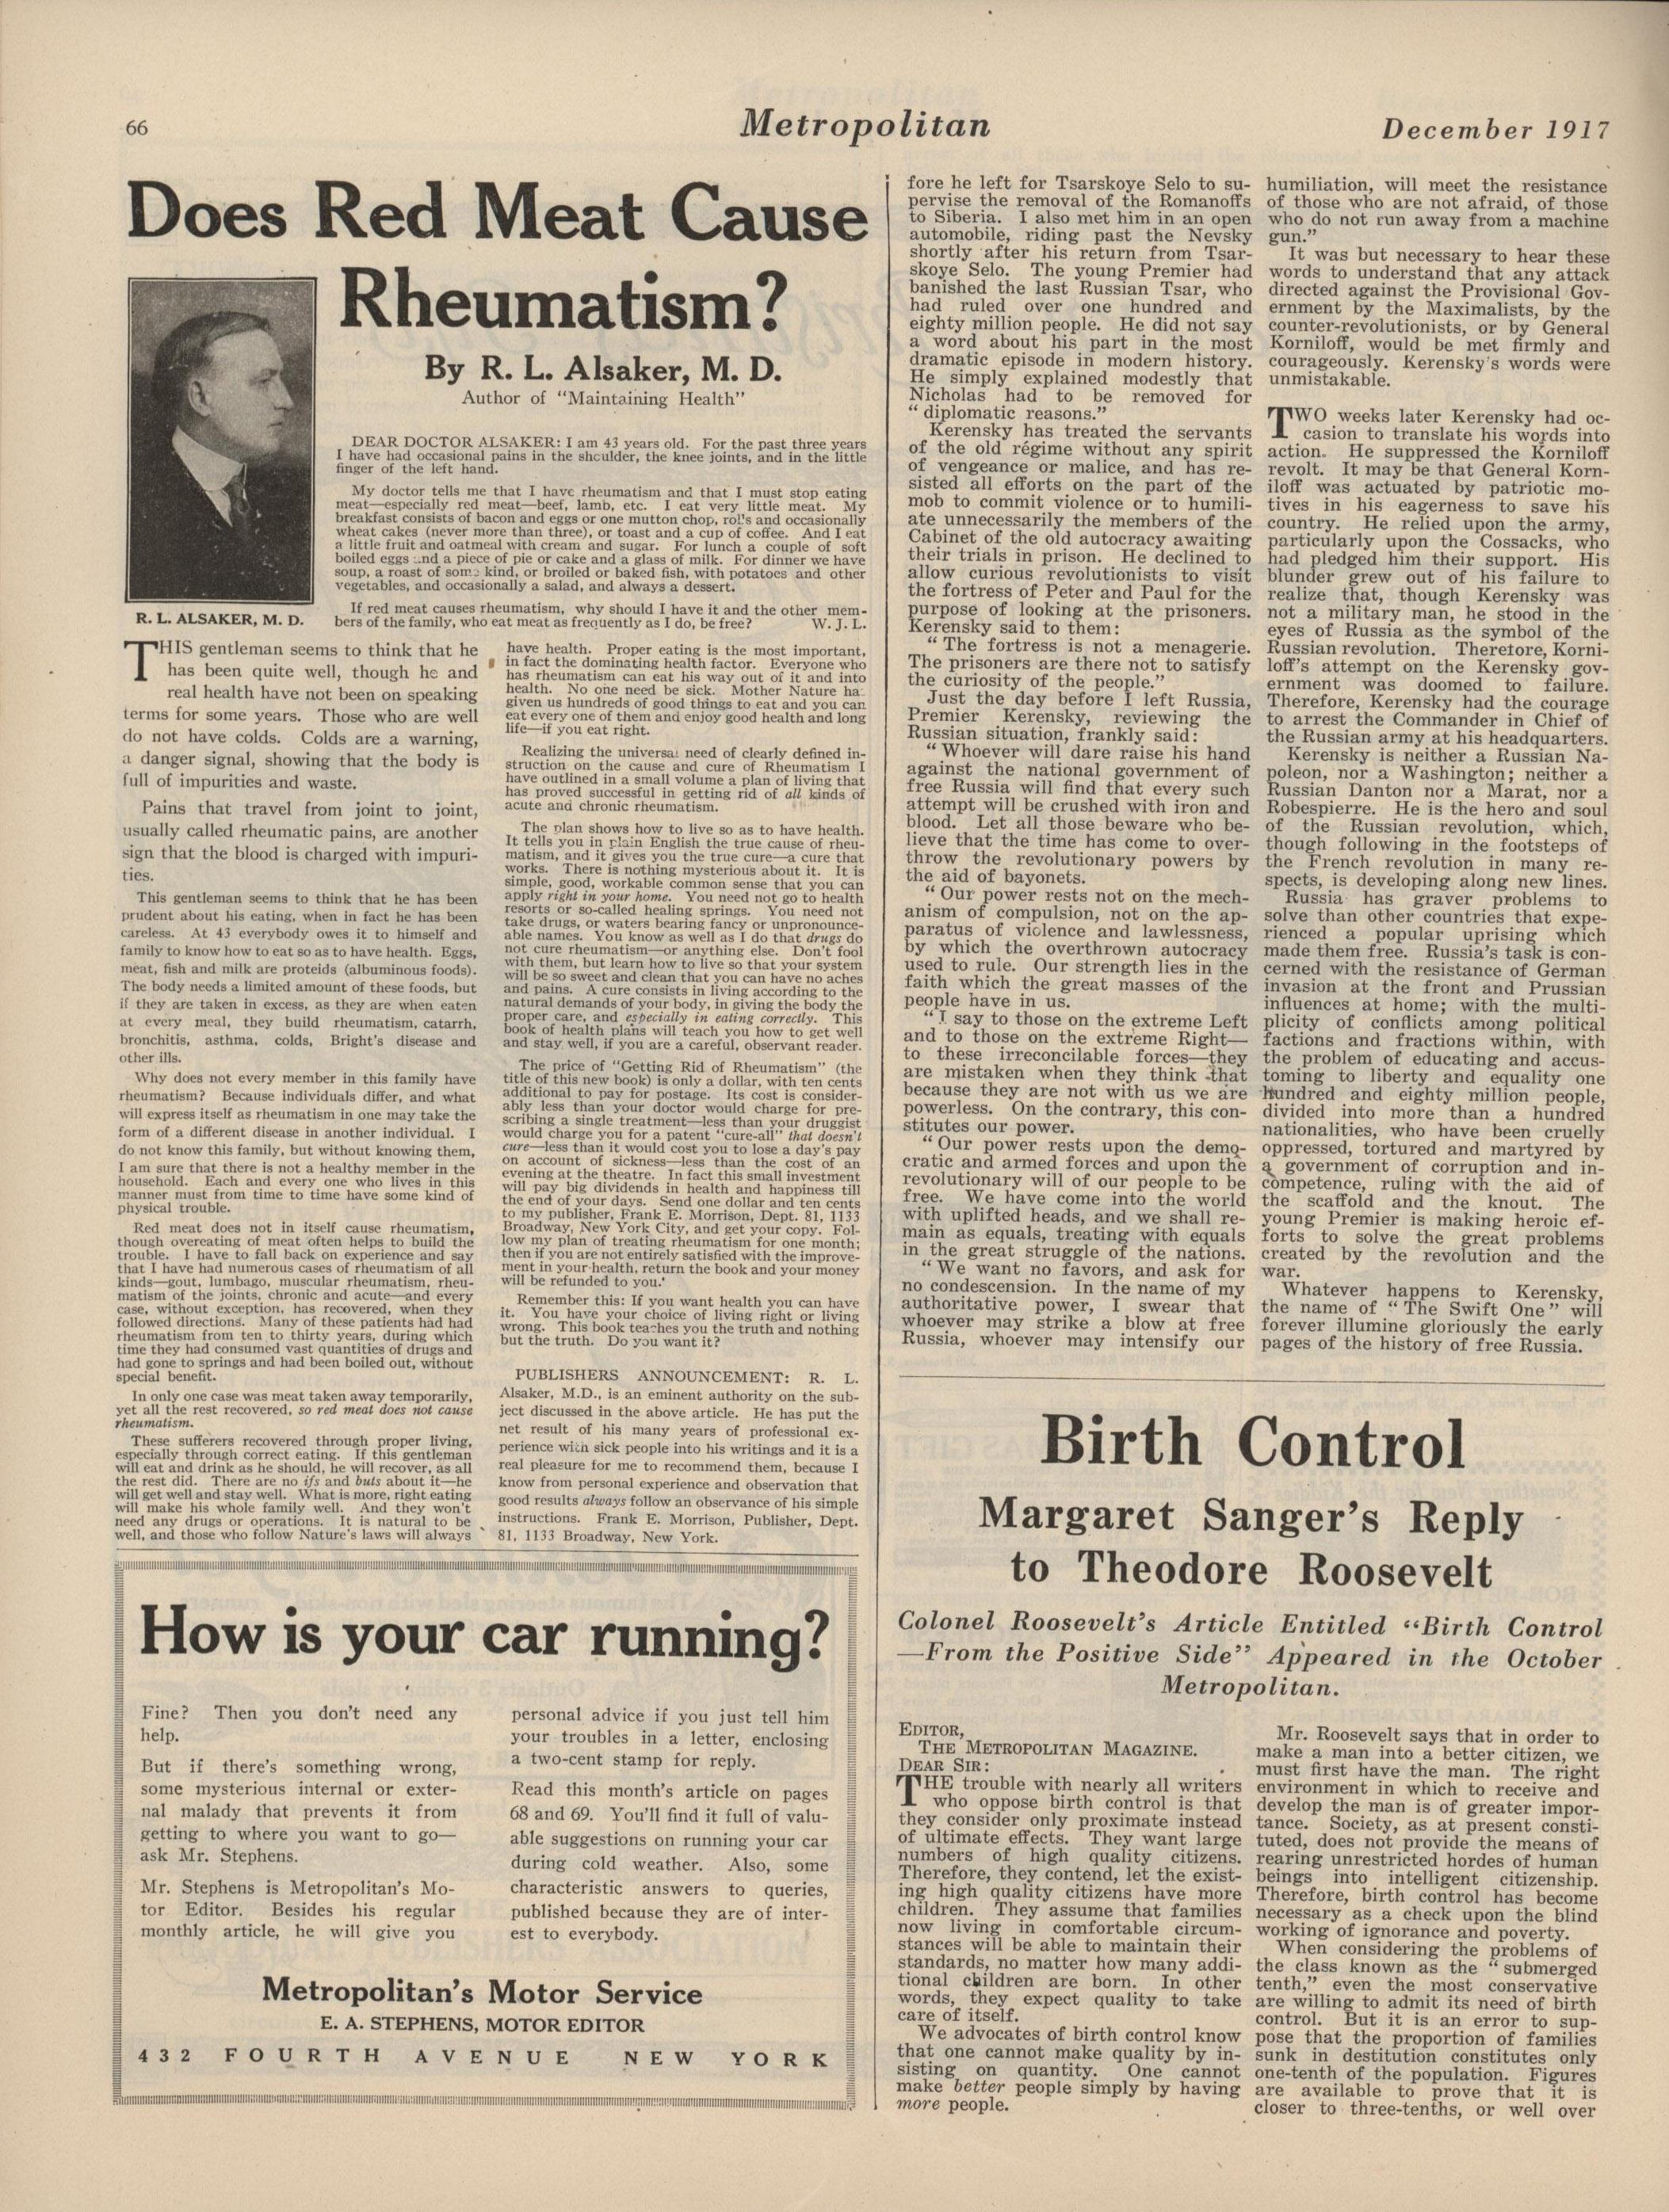 66
Metropolitan
December 1917
Does Red Meat Cause
Rheumatism?
By R. L. Alsaker, M. D.
Author of "Maintaining Health"
R. L. ALSAKER, M. D.
DEAR DOCTOR ALSAKER: I am 43 years old. For the past three years
I have had occasional pains in the shoulder, the knee joints, and in the little
finger of the left hand.
My doctor tells me that I have rheumatism and that I must stop eating
meat—especially red meat—beef, lamb, etc. I eat very little meat. My
breakfast consists of bacon and eggs or one mutton chop, rolls and occasionally
wheat cakes (never more than three), or toast and a cup of coffee. And I eat
a little fruit and oatmeal with cream and sugar. For lunch a couple of soft
boiled eggs and a piece of pie or cake and a glass of milk. For dinner we have
soup, a roast of some kind, or broiled or baked fish, with potatoes and other
vegetables, and occasionally a salad, and always a dessert.
If red meat causes rheumatism, why should I have it and the other mem-
bers of the family, who eat meat as frequently as I do, be free? W. J. L.
THIS gentleman seems to think that he
has been quite well, though he and
real health have not been on speaking
terms for some years. Those who are well
do not have colds. Colds are a warning,
a danger signal, showing that the body is
full of impurities and waste.
Pains that travel from joint to joint,
usually called rheumatic pains, are another
sign that the blood is charged with impuri-
ties.
This gentleman seems to think that he has been
prudent about his eating, when in fact he has been
careless. At 43 everybody owes it to himself and
family to know how to eat so as to have health. Eggs,
meat, fish and milk are proteids (albuminous foods).
The body needs a limited amount of these foods, but
if they are taken in excess, as they are when eaten
at every meal, they build rheumatism, catarrh,
bronchitis, asthma, colds, Bright's disease and
other ills.
Why does not every member in this family have
rheumatism? Because individuals differ, and what
will express itself as rheumatism in one may take the
form of a different disease in another individual. I
do not know this family, but without knowing them,
I am sure that there is not a healthy member in the
household. Each and every one who lives in this
manner must from time to time have some kind of
physical trouble.
Red meat does not in itself cause rheumatism,
though overeating of meat often helps to build the
trouble. I have to fall back on experience and say
that I have had numerous cases of rheumatism of all
kinds—gout, lumbago, muscular rheumatism, rheu-
matism of the joints, chronic and acute—and every
case, without exception, has recovered, when they
followed directions. Many of these patients had had
rheumatism from ten to thirty years, during which
time they had consumed vast quantities of drugs and
had gone to springs and had been boiled out, without
special benefit.
In only one case was meat taken away temporarily,
yet all the rest recovered, so red meat does not cause
rheumatism.
These sufferers recovered through proper living,
especially through correct eating. If this gentleman
will eat and drink as he should, he will recover, as all
the rest did. There are no ifs and buts about it—he
will get well and stay well. What is more, right eating
will make his whole family well. And they won't
need any drugs or operations. It is natural to be
well, and those who follow Nature's laws will always
have health. Proper eating is the most important,
in fact the dominating health factor. Everyone who
has rheumatism can eat his way out of it and into
health. No one need be sick. Mother Nature has
given us hundreds of good things to eat and you can
eat every one of them and enjoy good health and long
life—if you eat right.
Realizing the universal need of clearly defined in-
struction on the cause and cure of Rheumatism I
have outlined in a small volume a plan of living that
has proved successful in getting rid of all kinds of
acute and chronic rheumatism.
The plan shows how to live so as to have health.
It tells you in plain English the true cause of rheu-
matism, and it gives you the true cure—a cure that
works. There is nothing mysterious about it. It is
simple, good, workable common sense that you can
apply right in your home. You need not go to health
resorts or so-called healing springs. You need not
take drugs, or waters bearing fancy or unpronounce-
able names. You know as well as I do that drugs do
not cure rheumatism—or anything else. Don't fool
with them, but learn how to live so that your system
will be so sweet and clean that you can have no aches
and pains. A cure consists in living according to the
natural demands of your body, in giving the body the
proper care, and especially in eating correctly. This
book of health plans will teach you how to get well
and stay well, if you are a careful, observant reader.
The price of "Getting Rid of Rheumatism" (the
title of this new book) is only a dollar, with ten cents
additional to pay for postage. Its cost is consider-
ably less than your doctor would charge for pre-
scribing a single treatment—less than your druggist
would charge you for a patent "cure-all" that doesn't
cure—less than it would cost you to lose a day's pay
on account of sickness—less than the cost of an
evening at the theatre. In fact this small investment
will pay big dividends in health and happiness till
the end of your days. Send one dollar and ten cents
to my publisher, Frank E. Morrison, Dept. 81, 1133
Broadway, New York City, and get your copy. Fol-
low my plan of treating rheumatism for one month;
then if you are not entirely satisfied with the improve-
ment in your health, return the book and your money
will be refunded to you.
Remember this: If you want health you can have
it. You have your choice of living right or living
wrong. This book teaches you the truth and nothing
but the truth. Do you want it?
PUBLISHERS ANNOUNCEMENT: R. L.
Alsaker, M.D., is an eminent authority on the sub-
ject discussed in the above article. He has put the
net result of his many years of professional ex-
perience with sick people into his writings and it is a
real pleasure for me to recommend them, because I
know from personal experience and observation that
good results always follow an observance of his simple
instructions. Frank E. Morrison, Publisher, Dept.
81, 1133 Broadway, New York.
How is your car running?
Fine? Then you don't need any
help.
But if there's something wrong,
some mysterious internal or exter-
nal malady that prevents it from
getting to where you want to go—
ask Mr. Stephens.
Mr. Stephens is Metropolitan's Mo-
tor Editor. Besides his regular
monthly article, he will give you
personal advice if you just tell him
your troubles in a letter, enclosing
a two-cent stamp for reply.
Read this month's article on pages
68 and 69. You'll find it full of valu-
able suggestions on running your car
during cold weather. Also, some
characteristic answers to queries,
published because they are of inter-
est to everybody.
Metropolitan's Motor Service
E. A. STEPHENS, MOTOR EDITOR
432 FOURTH AVENUE NEW YORK
fore he left for Tsarskoye Selo to su-
pervise the removal of the Romanoffs
to Siberia. I also met him in an open
automobile, riding past the Nevsky
shortly after his return from Tsar-
skoye Selo. The young Premier had
banished the last Russian Tsar, who
had ruled over one hundred and
eighty million people. He did not say
a word about his part in the most
dramatic episode in modern history.
He simply explained modestly that
Nicholas had to be removed for
"diplomatic reasons."
Kerensky has treated the servants
of the old régime without any spirit
of vengeance or malice, and has re-
sisted all efforts on the part of the
mob to commit violence or to humili-
ate unnecessarily the members of the
Cabinet of the old autocracy awaiting
their trials in prison. He declined to
allow curious revolutionists to visit
the fortress of Peter and Paul for the
purpose of looking at the prisoners.
Kerensky said to them:
"The fortress is not a menagerie.
The prisoners are there not to satisfy
the curiosity of the people."
Just the day before I left Russia,
Premier Kerensky, reviewing the
Russian situation, frankly said:
"Whoever will dare raise his hand
against the national government of
free Russia will find that every such
attempt will be crushed with iron and
blood. Let all those beware who be-
lieve that the time has come to over-
throw the revolutionary powers by
the aid of bayonets.
"Our power rests not on the mech-
anism of compulsion, not on the ap-
paratus of violence and lawlessness,
by which the overthrown autocracy
used to rule. Our strength lies in the
faith which the great masses of the
people have in us.
"I say to those on the extreme Left
and to those on the extreme Right—
to these irreconcilable forces—they
are mistaken when they think that
because they are not with us we are
powerless. On the contrary, this con-
stitutes our power.
"Our power rests upon the demo-
cratic and armed forces and upon the
revolutionary will of our people to be
free. We have come into the world
with uplifted heads, and we shall re-
main as equals, treating with equals
in the great struggle of the nations.
"We want no favors, and ask for
no condescension. In the name of my
authoritative power, I swear that
whoever may strike a blow at free
Russia, whoever may intensify our
humiliation, will meet the resistance
of those who are not afraid, of those
who do not run away from a machine
gun."
It was but necessary to hear these
words to understand that any attack
directed against the Provisional Gov-
ernment by the Maximalists, by the
counter-revolutionists, or by General
Korniloff, would be met firmly and
courageously. Kerensky's words were
unmistakable.
TWO weeks later Kerensky had oc-
casion to translate his words into
action. He suppressed the Korniloff
revolt. It may be that General Korn-
iloff was actuated by patriotic mo-
tives in his eagerness to save his
country. He relied upon the army,
particularly upon the Cossacks, who
had pledged him their support. His
blunder grew out of his failure to
realize that, though Kerensky was
not a military man, he stood in the
eyes of Russia as the symbol of the
Russian revolution. Therefore, Korni-
loff's attempt on the Kerensky gov-
ernment was doomed to failure.
Therefore, Kerensky had the courage
to arrest the Commander in Chief of
the Russian army at his headquarters.
Kerensky is neither a Russian Na-
poleon, nor a Washington; neither a
Russian Danton nor a Marat, nor a
Robespierre. He is the hero and soul
of the Russian revolution, which,
though following in the footsteps of
the French revolution in many re-
spects, is developing along new lines.
Russia has graver problems to
solve than other countries that expe-
rienced a popular uprising which
made them free. Russia's task is con-
cerned with the resistance of German
invasion at the front and Prussian
influences at home; with the multi-
plicity of conflicts among political
factions and fractions within, with
the problem of educating and accus-
toming to liberty and equality one
hundred and eighty million people,
divided into more than a hundred
nationalities, who have been cruelly
oppressed, tortured and martyred by
a government of corruption and in-
competence, ruling with the aid of
the scaffold and the knout. The
young Premier is making heroic ef-
forts to solve the great problems
created by the revolution and the
war.
Whatever happens to Kerensky,
the name of "The Swift One" will
forever illumine gloriously the early
pages of the history of free Russia.
Birth Control
Margaret Sanger's Reply
to Theodore Roosevelt
Colonel Roosevelt's Article Entitled "Birth Control
—From the Positive Side" Appeared in the October
Metropolitan.
EDITOR,
THE METROPOLITAN MAGAZINE.
DEAR SIR:
THE trouble with nearly all writers
who oppose birth control is that
they consider only proximate instead
of ultimate effects. They want large
numbers of high quality citizens.
Therefore, they contend, let the exist-
ing high quality citizens have more
children. They assume that families
now living in comfortable circum-
stances will be able to maintain their
standards, no matter how many addi-
tional children are born. In other
words, they expect quality to take
care of itself.
We advocates of birth control know
that one cannot make quality by in-
sisting on quantity. One cannot
make better people simply by having
more people.
Mr. Roosevelt says that in order to
make a man into a better citizen, we
must first have the man. The right
environment in which to receive and
develop the man is of greater impor-
tance. Society, as at present consti-
tuted, does not provide the means of
rearing unrestricted hordes of human
beings into intelligent citizenship.
Therefore, birth control has become
necessary as a check upon the blind
working of ignorance and poverty.
When considering the problems of
the class known as the "submerged
tenth," even the most conservative
are willing to admit its need of birth
control. But it is an error to sup-
pose that the proportion of families
sunk in destitution constitutes only
one-tenth of the population. Figures
are available to prove that it is
closer to three-tenths, or well over